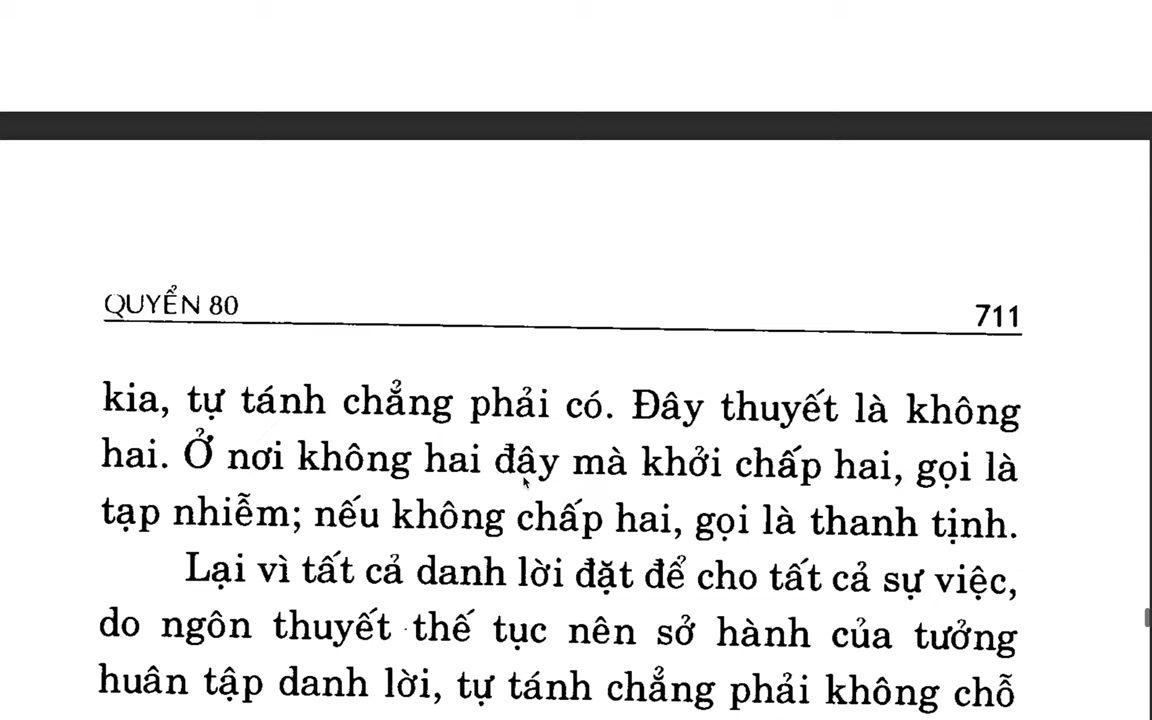 QUYỂN 80
711
kia, tự tánh chẳng phải có. Đây thuyết là không
hai. Ở nơi không hai đây mà khởi chấp hai, gọi là
tạp nhiễm; nếu không chấp hai, gọi là thanh tịnh.
Lại vì tất cả danh lời đặt để cho tất cả sự việc,
do ngôn thuyết thế tục nên sở hành của tưởng
huân tập danh lời, tự tánh chẳng phải không chỗ